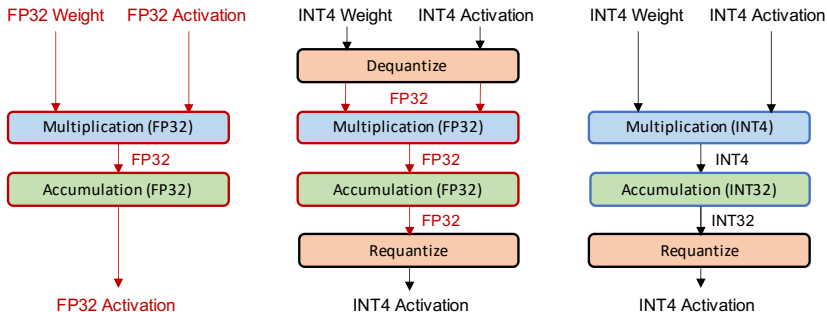 FP32 Weight
FP32 Activation
Multiplication (FP32)
FP32
Accumulation (FP32)
FP32 Activation
INT4 Weight
INT4 Activation
Dequantize
FP32
Multiplication (FP32)
FP32
Accumulation (FP32)
FP32
Requantize
INT4 Activation
INT4 Weight
INT4 Activation
Multiplication (INT4)
INT4
Accumulation (INT32)
INT32
Requantize
INT4 Activation